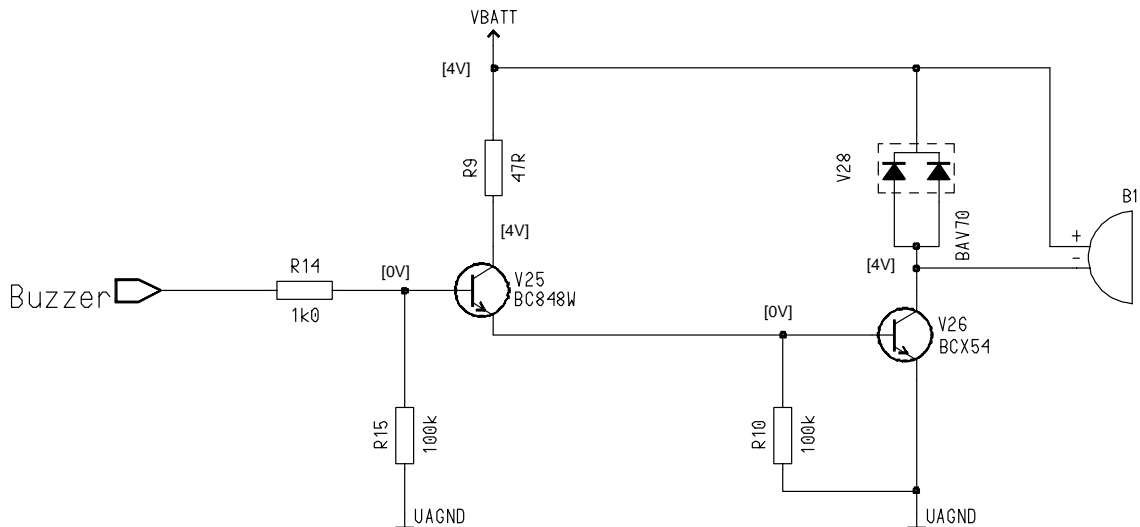 VBATT
[4V]
R9
47R
V28
BAV70
B1
+
-
[4V]
[4V]
Buzzer
R14
1k0
[0V]
V25
BC848W
[0V]
V26
BCX54
R15
100k
R10
100k
UAGND
UAGND